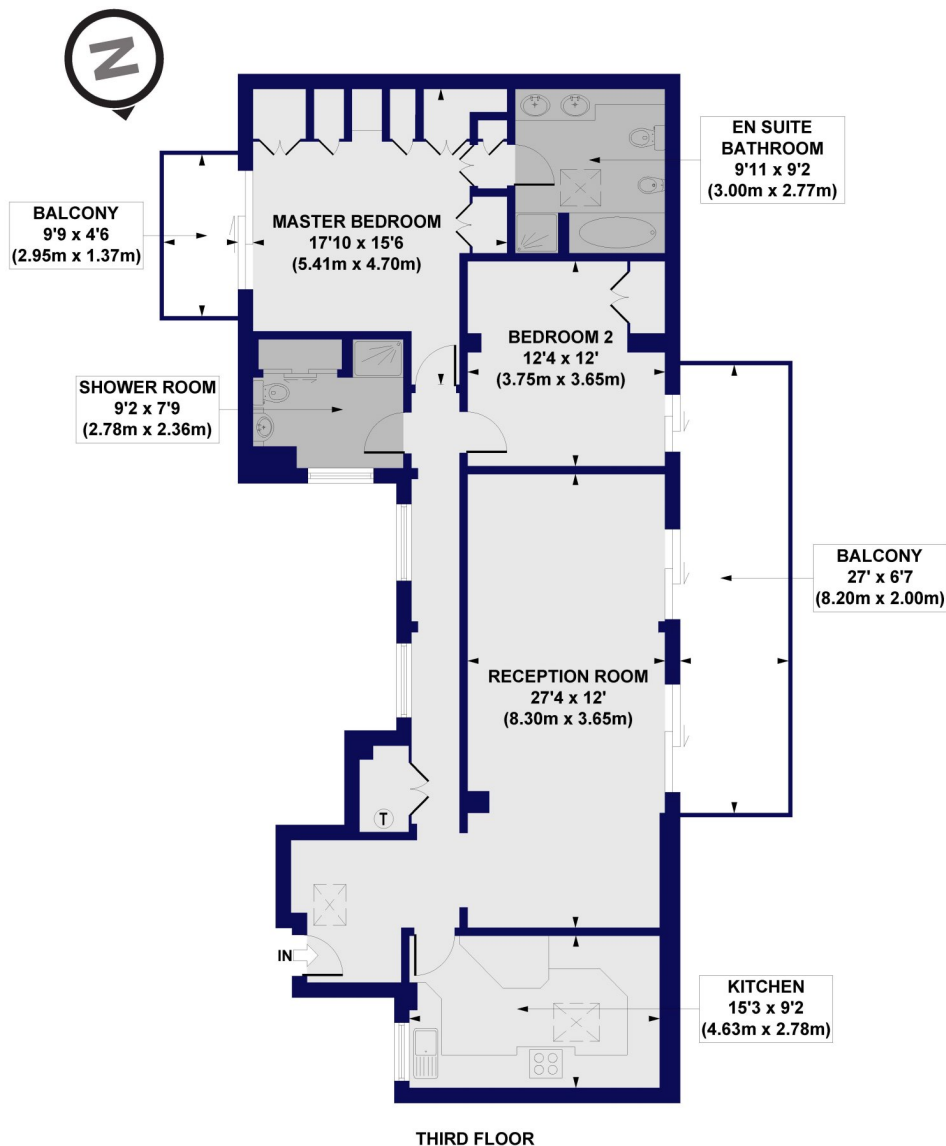 N
EN SUITE
BATHROOM
9'11 x 9'2
(3.00m x 2.77m)
BALCONY
9'9 x 4'6
(2.95m x 1.37m)
MASTER BEDROOM
17'10 x 15'6
(5.41m x 4.70m)
BEDROOM 2
12'4 x 12'
(3.75m x 3.65m)
SHOWER ROOM
9'2 x 7'9
(2.78m x 2.36m)
BALCONY
27' x 6'7
(8.20m x 2.00m)
RECEPTION ROOM
27'4 x 12'
(8.30m x 3.65m)
T
IN
KITCHEN
15'3 x 9'2
(4.63m x 2.78m)
THIRD FLOOR